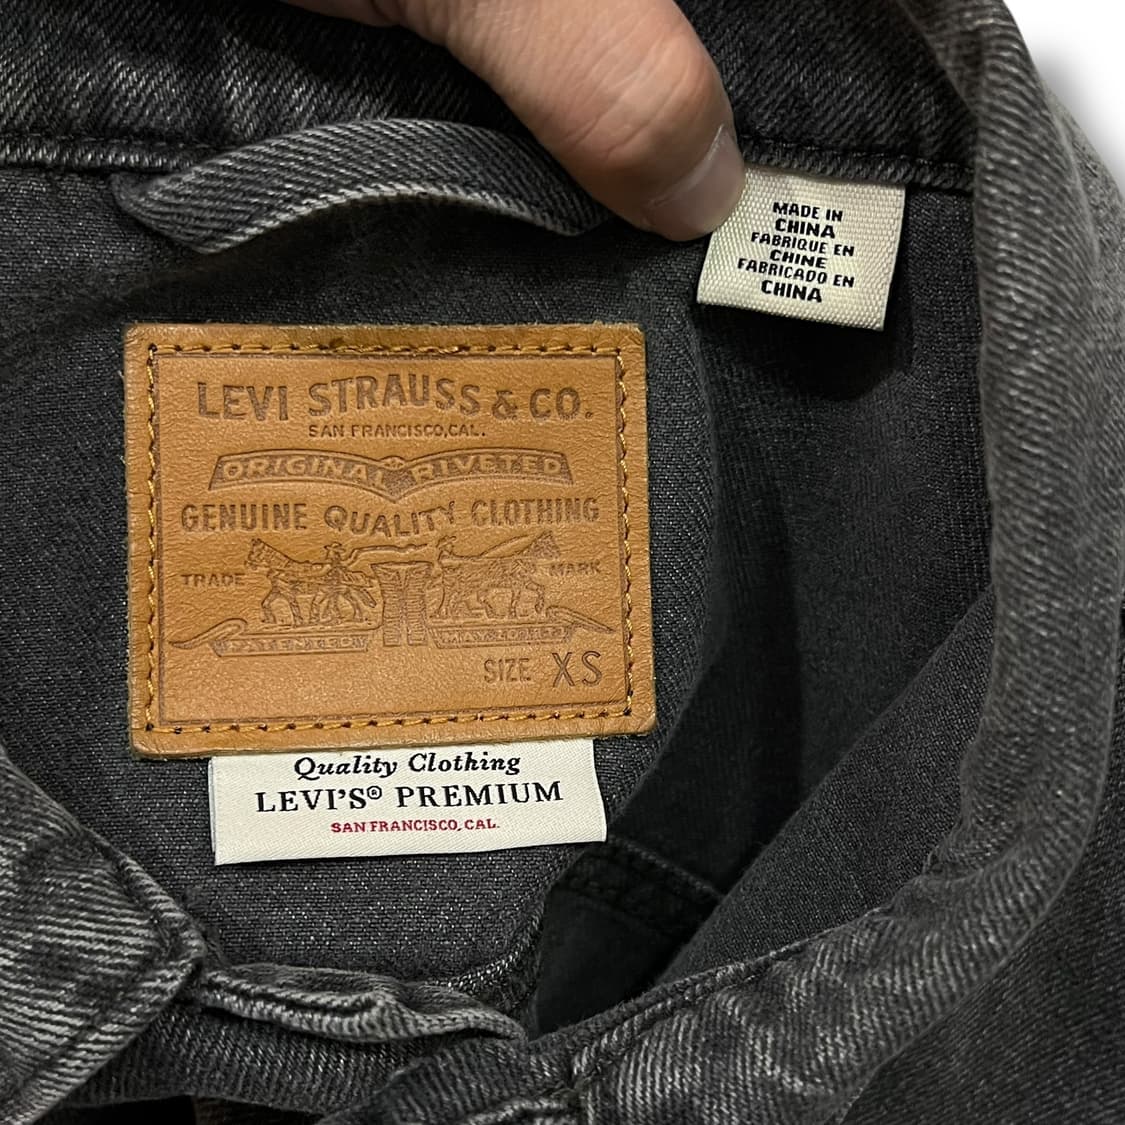 MADE IN
CHINA
FABRIQUE EN
CHINE
FABRICADO EN
CHINA
LEVI STRAUSS & CO.
SAN FRANCISCO, CAL.
ORIGINAL RIVETED
GENUINE QUALITY CLOTHING
TRADE MARK
SIZE XS
Quality Clothing
LEVI'S® PREMIUM
SAN FRANCISCO, CAL.